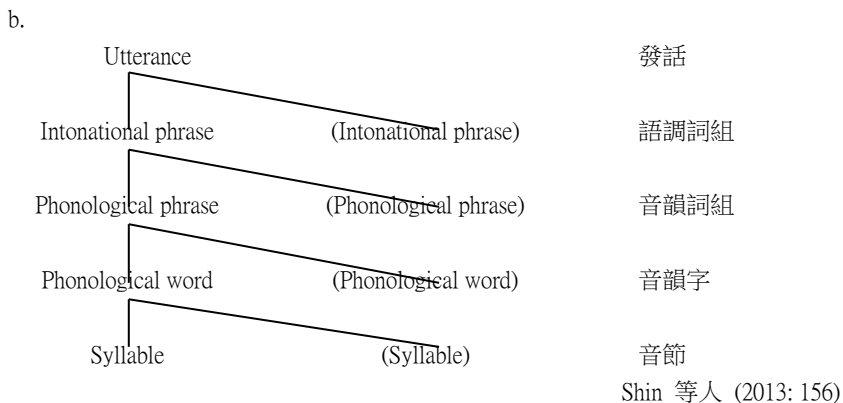 b.
Utterance 發話
Intonational phrase (Intonational phrase) 語調詞組
Phonological phrase (Phonological phrase) 音韻詞組
Phonological word (Phonological word) 音韻字
Syllable (Syllable) 音節
Shin 等人 (2013: 156)